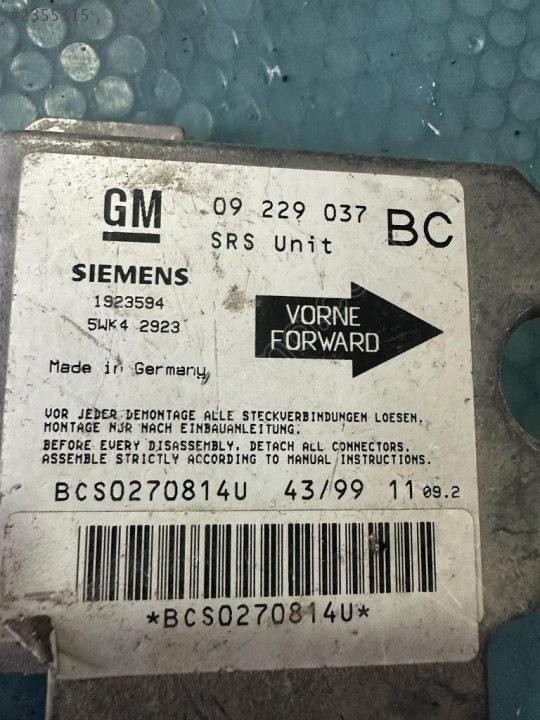 #2355315
GM 09 229 037 BC
SRS Unit
SIEMENS
1923594
5WK4 2923
VORNE
FORWARD
Made in Germany
VOR JEDER DEMONTAGE ALLE STECKVERBINDUNGEN LOESEN.
MONTAGE NUR NACH EINBAUANLEITUNG.
BEFORE EVERY DISASSEMBLY, DETACH ALL CONNECTORS.
ASSEMBLE STRICTLY ACCORDING TO MANUAL INSTRUCTIONS.
BCS0270814U 43/99 11 09.2
*BCS0270814U*